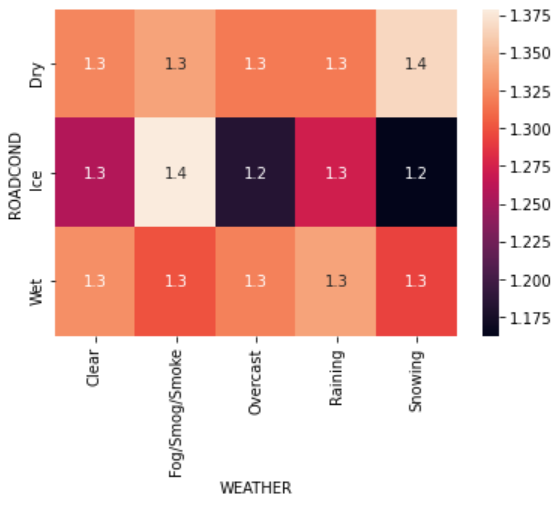 1.375
Dry 1.3 1.3 1.3 1.3 1.4
1.350
1.325
ROADCOND
Ice 1.3 1.4 1.2 1.3 1.2
1.300
1.275
1.250
1.225
Wet 1.3 1.3 1.3 1.3 1.3
1.200
1.175
Clear
Fog/Smog/Smoke
Overcast
Raining
Snowing
WEATHER